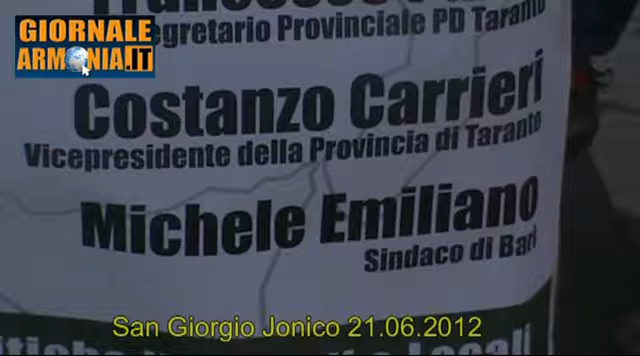 GIORNALE
ARMONIA.IT
Segretario Provinciale PD Taranto
Costanzo Carrieri
Vicepresidente della Provincia di Taranto
Michele Emiliano
Sindaco di Bari
San Giorgio Jonico 21.06.2012